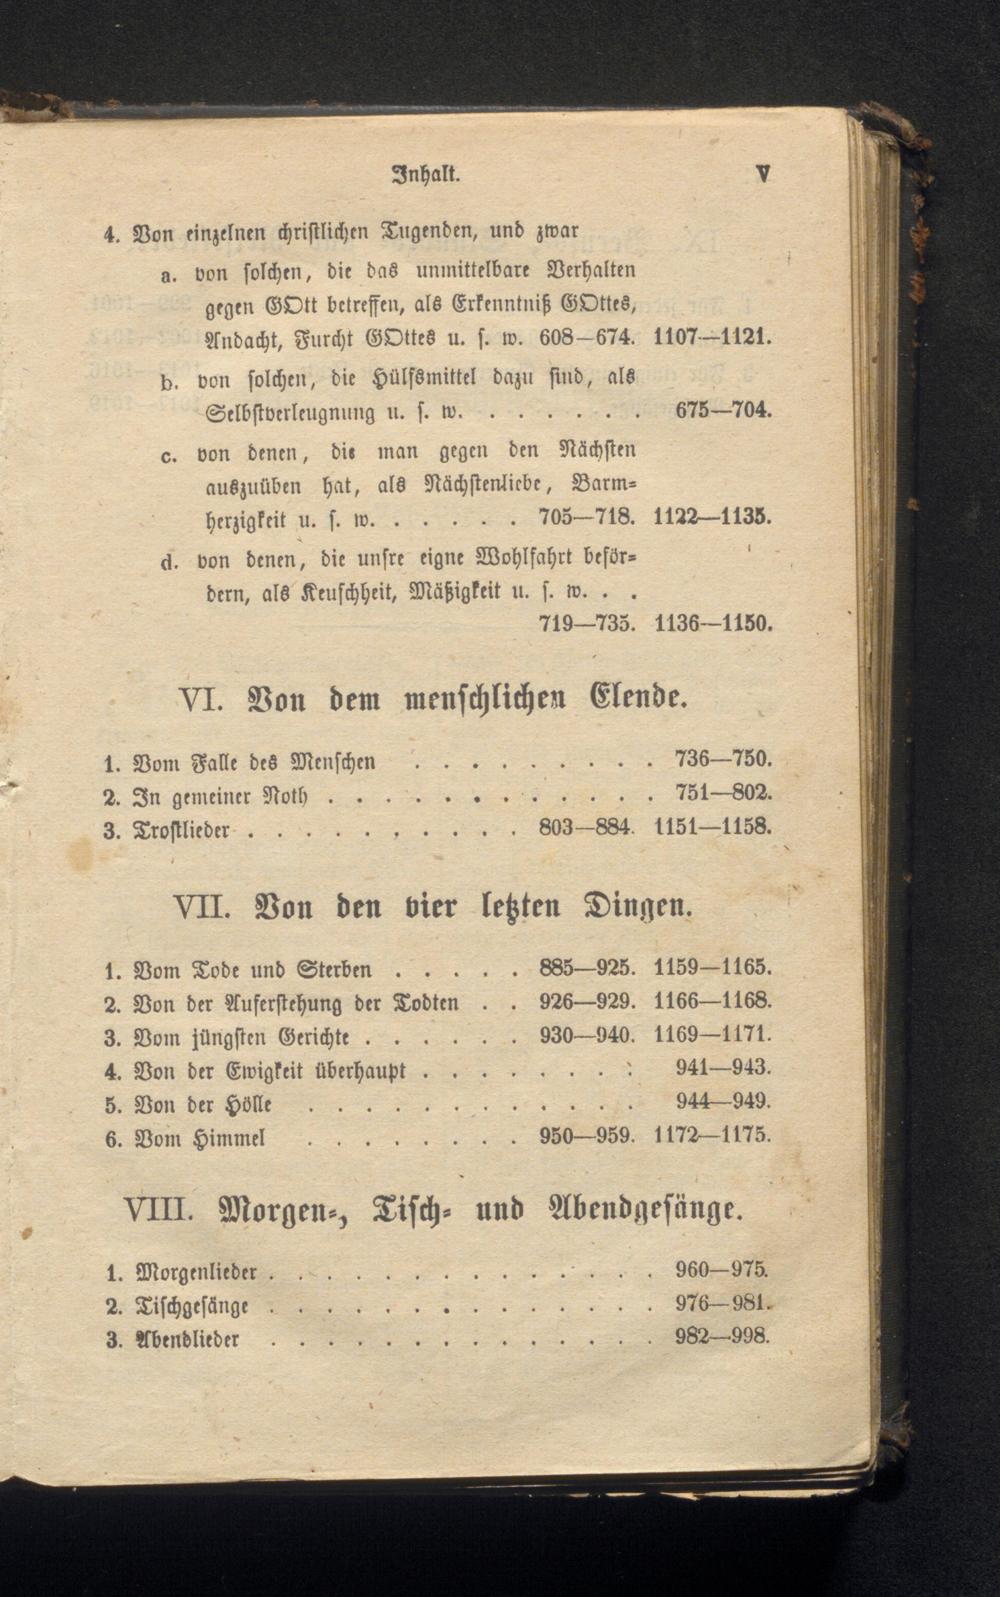 Inhalt. V
4. Von einzelnen christlichen Tugenden, und zwar
a. von solchen, die das unmittelbare Verhalten
gegen GOtt betreffen, als Erkenntniß GOttes,
Andacht, Furcht GOttes u. s. w. 608—674. 1107—1121.
b. von solchen, die Hülfsmittel dazu sind, als
Selbstverleugnung u. s. w. . . . . . . . 675—704.
c. von denen, die man gegen den Nächsten
auszuüben hat, als Nächstenliebe, Barm=
herzigkeit u. s. w. . . . . . . 705—718. 1122—1135.
d. von denen, die unsre eigne Wohlfahrt beför=
dern, als Keuschheit, Mäßigkeit u. s. w. . .
719—735. 1136—1150.
VI. Von dem menschlichen Elende.
1. Vom Falle des Menschen . . . . . . . . . 736—750.
2. In gemeiner Noth . . . . . . . . . . . . 751—802.
3. Trostlieder . . . . . . . . . . 803—884. 1151—1158.
VII. Von den vier letzten Dingen.
1. Vom Tode und Sterben . . . . . 885—925. 1159—1165.
2. Von der Auferstehung der Todten . . 926—929. 1166—1168.
3. Vom jüngsten Gerichte . . . . . . 930—940. 1169—1171.
4. Von der Ewigkeit überhaupt . . . . . . . . 941—943.
5. Von der Hölle . . . . . . . . . . . . 944—949.
6. Vom Himmel . . . . . . . . 950—959. 1172—1175.
VIII. Morgen=, Tisch= und Abendgesänge.
1. Morgenlieder . . . . . . . . . . . . . . 960—975.
2. Tischgesänge . . . . . . . . . . . . . . 976—981.
3. Abendlieder . . . . . . . . . . . . . . 982—998.